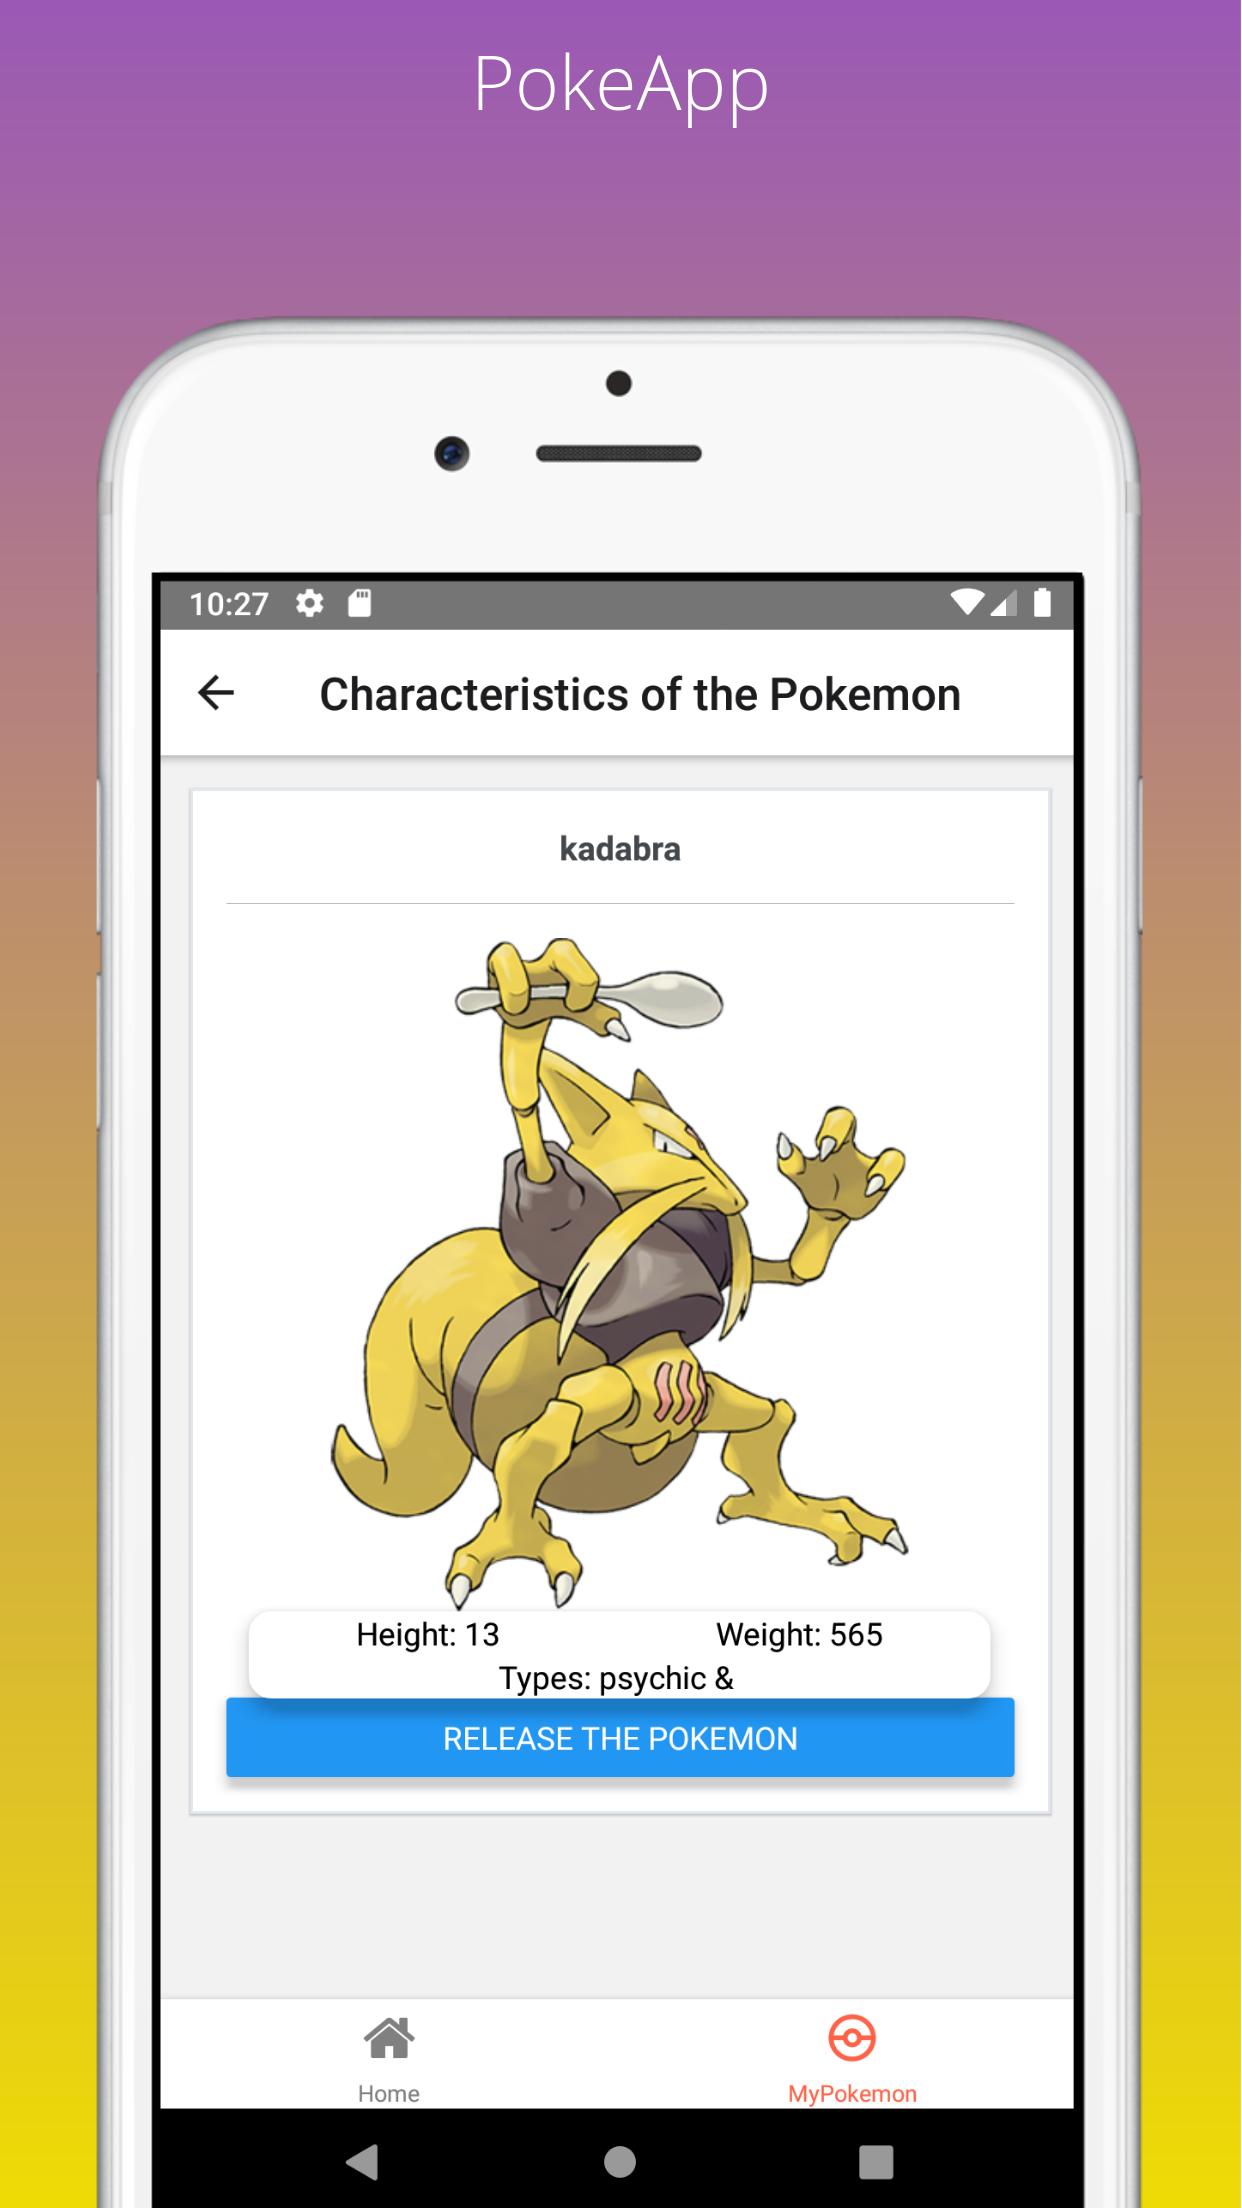 PokeApp
10:27
Characteristics of the Pokemon
kadabra
Height: 13 Weight: 565
Types: psychic &
RELEASE THE POKEMON
Home MyPokemon